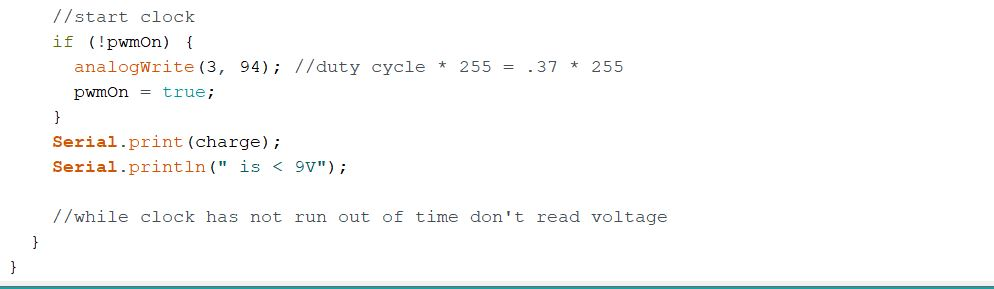 //start clock
if (!pwmOn) {
analogWrite(3, 94); //duty cycle * 255 = .37 * 255
pwmOn = true;
}
Serial.print(charge);
Serial.println(" is < 9V");
//while clock has not run out of time don't read voltage
}
}